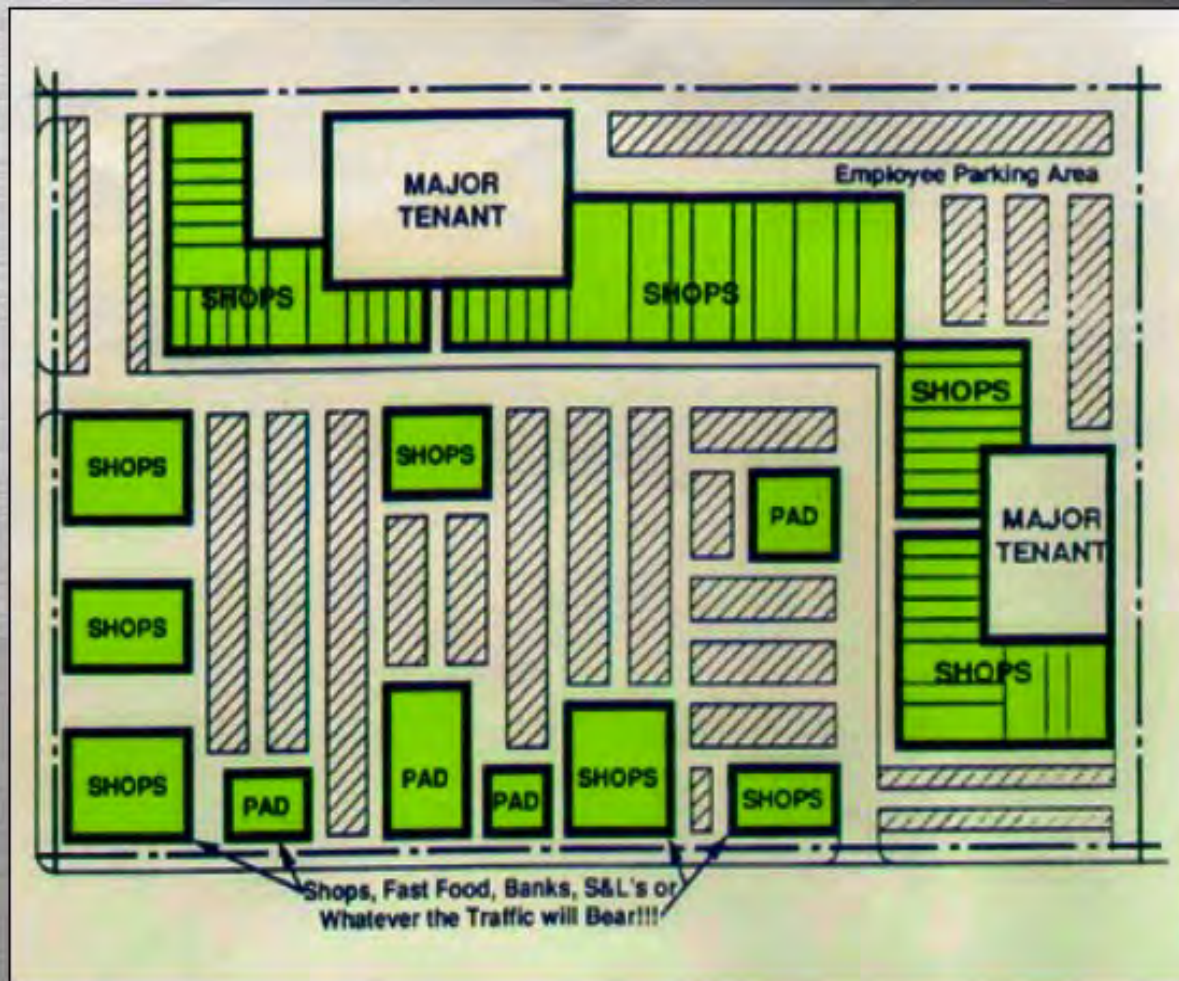 MAJOR
TENANT
Employee Parking Area
SHOPS
SHOPS
SHOPS
SHOPS
SHOPS
PAD
MAJOR
TENANT
SHOPS
SHOPS
SHOPS
PAD
PAD
PAD
SHOPS
SHOPS
Shops, Fast Food, Banks, S&L's or
Whatever the Traffic will Bear!!!